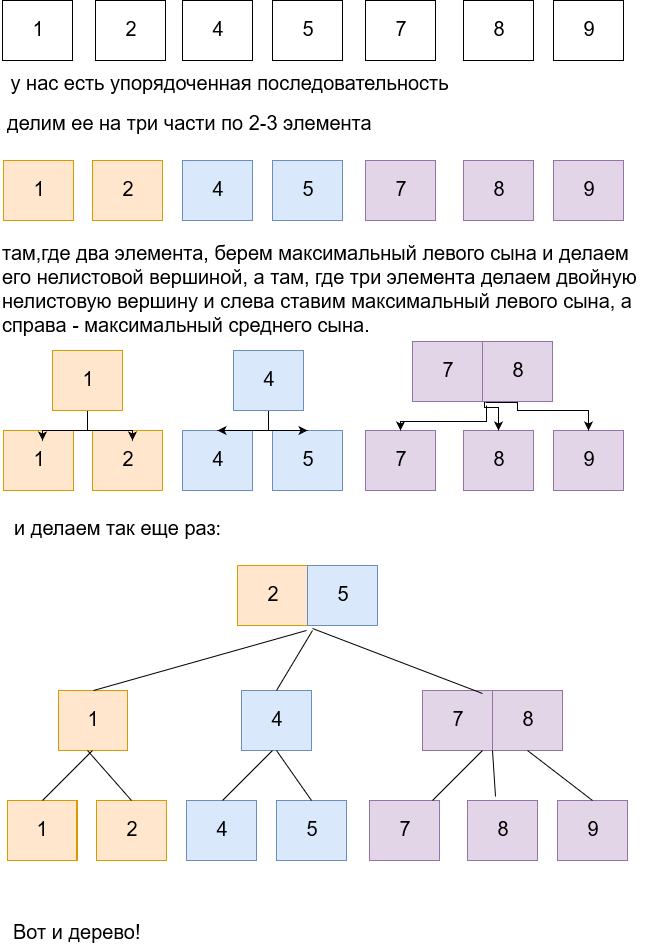 1 2 4 5 7 8 9
у нас есть упорядоченная последовательность
делим ее на три части по 2-3 элемента
1 2 4 5 7 8 9
там,где два элемента, берем максимальный левого сына и делаем
его нелистовой вершиной, а там, где три элемента делаем двойную
нелистовую вершину и слева ставим максимальный левого сына, а
справа - максимальный среднего сына.
1 4 7 8
1 2 4 5 7 8 9
и делаем так еще раз:
2 5
1 4 7 8
1 2 4 5 7 8 9
Вот и дерево!